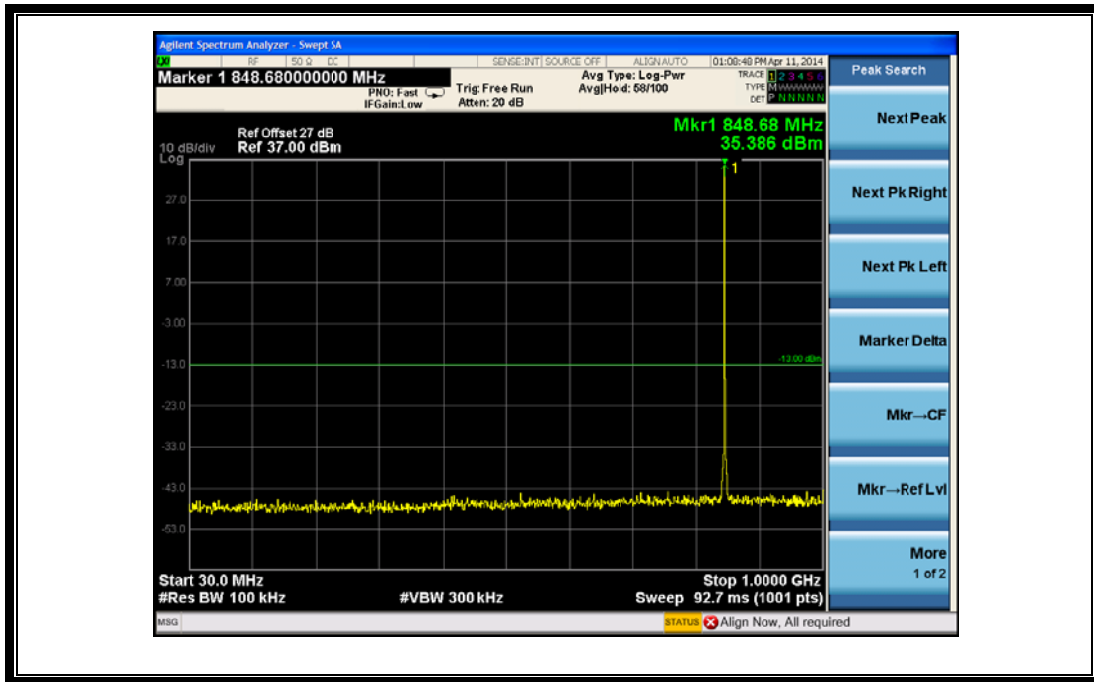 Agilent Spectrum Analyzer - Swept SA
LXI RF 50 Ω DC SENSE:INT SOURCE OFF ALIGN AUTO 01:08:48 PM Apr 11, 2014
Marker 1 848.680000000 MHz
PNO: Fast
IFGain:Low
Trig: Free Run
Atten: 20 dB
Avg Type: Log-Pwr
Avg|Hold: 58/100
TRACE 1 2 3 4 5 6
TYPE M
DET P N N N N N
Peak Search
Mkr1 848.68 MHz
35.386 dBm
Ref Offset 27 dB
10 dB/div Ref 37.00 dBm
Log
1
27.0
17.0
7.00
-3.00
-13.0
-13.00 dBm
-23.0
-33.0
-43.0
-53.0
Start 30.0 MHz
Stop 1.0000 GHz
#Res BW 100 kHz
#VBW 300 kHz
Sweep 92.7 ms (1001 pts)
Next Peak
Next Pk Right
Next Pk Left
Marker Delta
Mkr→CF
Mkr→Ref Lvl
More
1 of 2
MSG
STATUS Align Now, All required